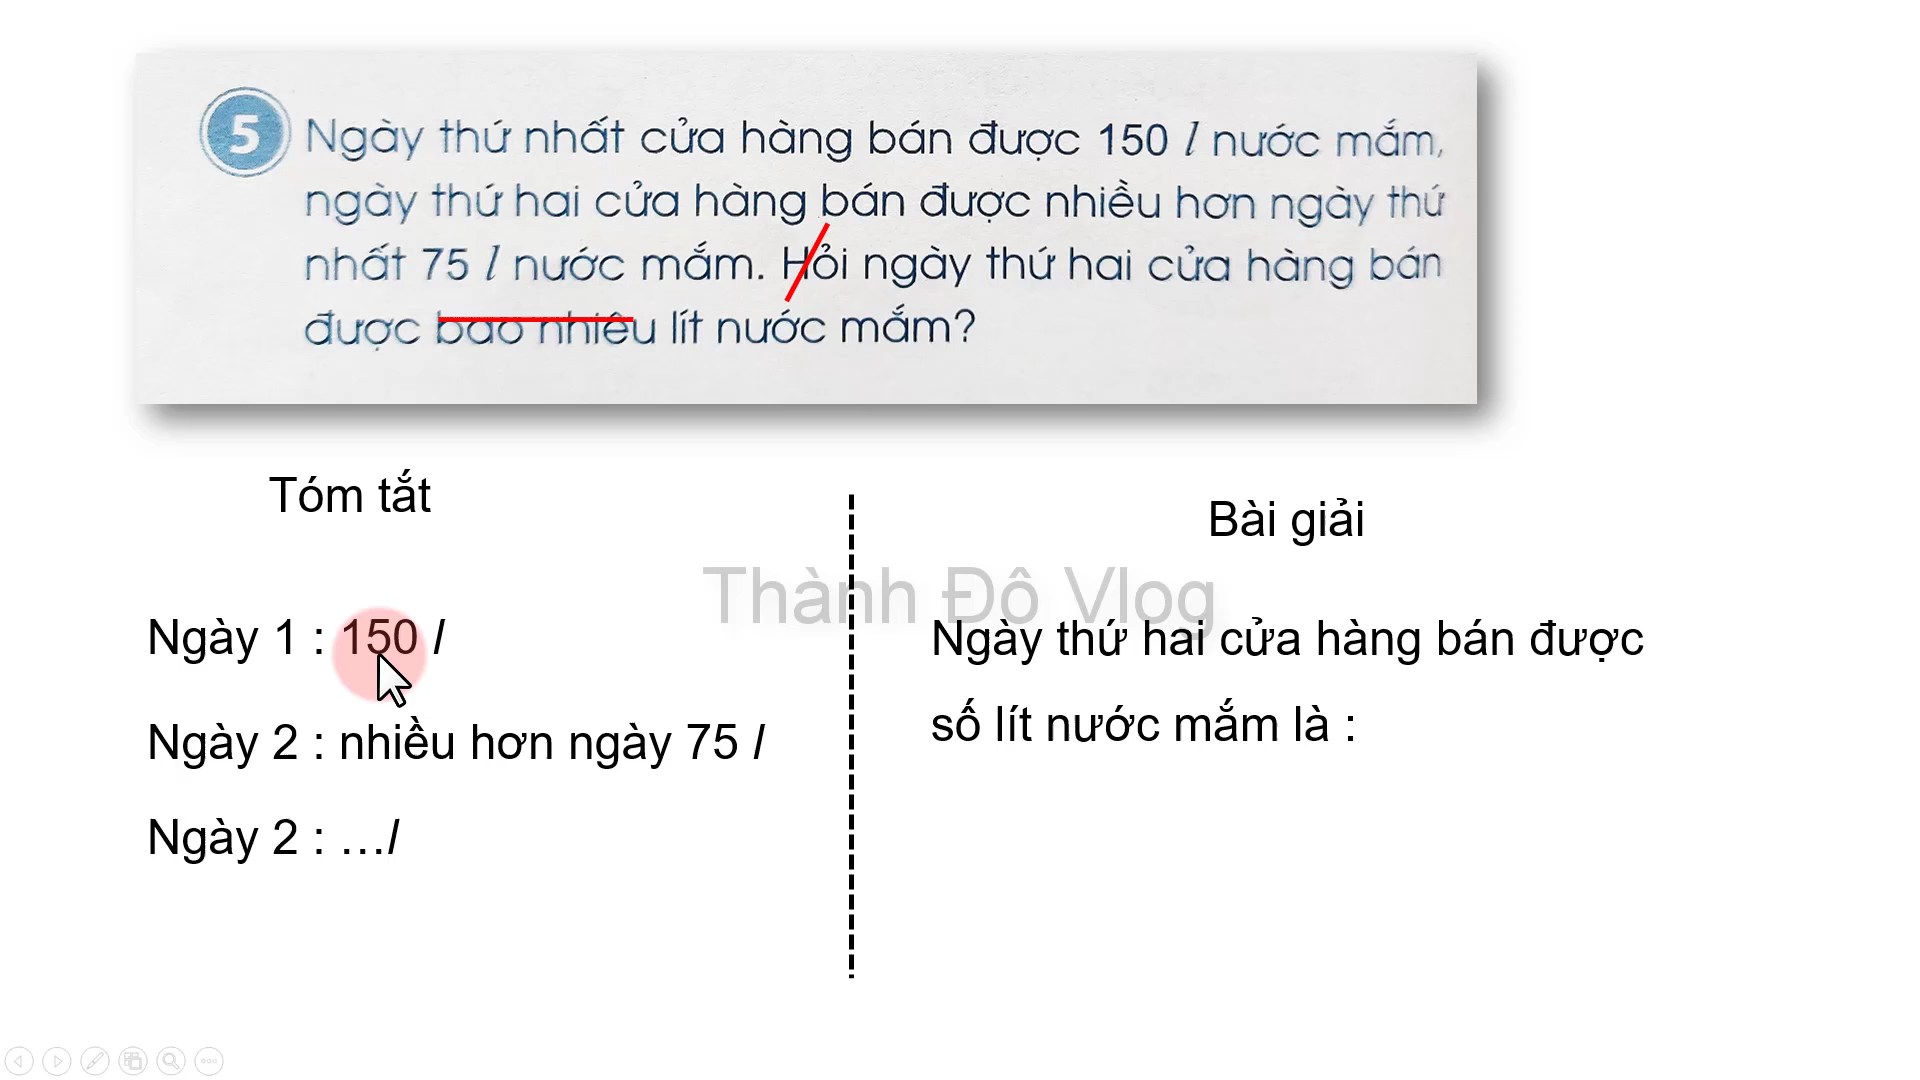 5 Ngày thứ nhất cửa hàng bán được 150 l nước mắm,
ngày thứ hai cửa hàng bán được nhiều hơn ngày thứ
nhất 75 l nước mắm. Hỏi ngày thứ hai cửa hàng bán
được bao nhiêu lít nước mắm?
Tóm tắt
Ngày 1 : 150 l
Ngày 2 : nhiều hơn ngày 75 l
Ngày 2 : ...l
Thành Đô Vlog
Bài giải
Ngày thứ hai cửa hàng bán được
số lít nước mắm là :